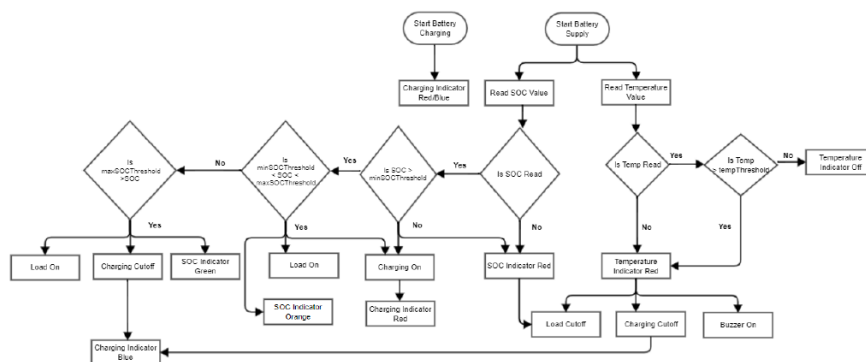 Start Battery
Charging
Start Battery
Supply
Charging Indicator
Red/Blue
Read SOC Value
Read Temperature
Value
Is
maxSOCThreshold
>SOC
No
Is
minSOCThreshold
< SOC <
maxSOCThreshold
Yes
Is SOC >
minSOCThreshold
Yes
Is SOC Read
Is Temp Read
Yes
Is Temp
> tempThreshold
No
Temperature
Indicator Off
Yes
Yes
No
No
No
Yes
Load On
Charging Cutoff
SOC Indicator
Green
Load On
Charging On
SOC Indicator Red
Temperature
Indicator Red
SOC Indicator
Orange
Charging Indicator
Red
Load Cutoff
Charging Cutoff
Buzzer On
Charging Indicator
Blue